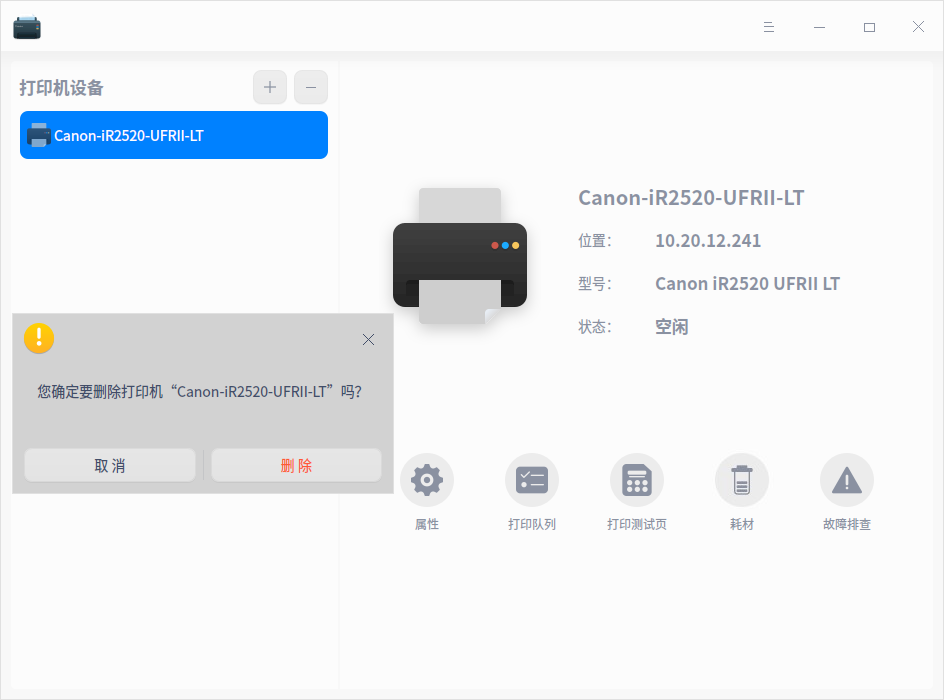 打印机设备
Canon-iR2520-UFRII-LT
Canon-iR2520-UFRII-LT
位置： 10.20.12.241
型号： Canon iR2520 UFRII LT
状态： 空闲
您确定要删除打印机“Canon-iR2520-UFRII-LT”吗？
取 消
删 除
属性
打印队列
打印测试页
耗材
故障排查